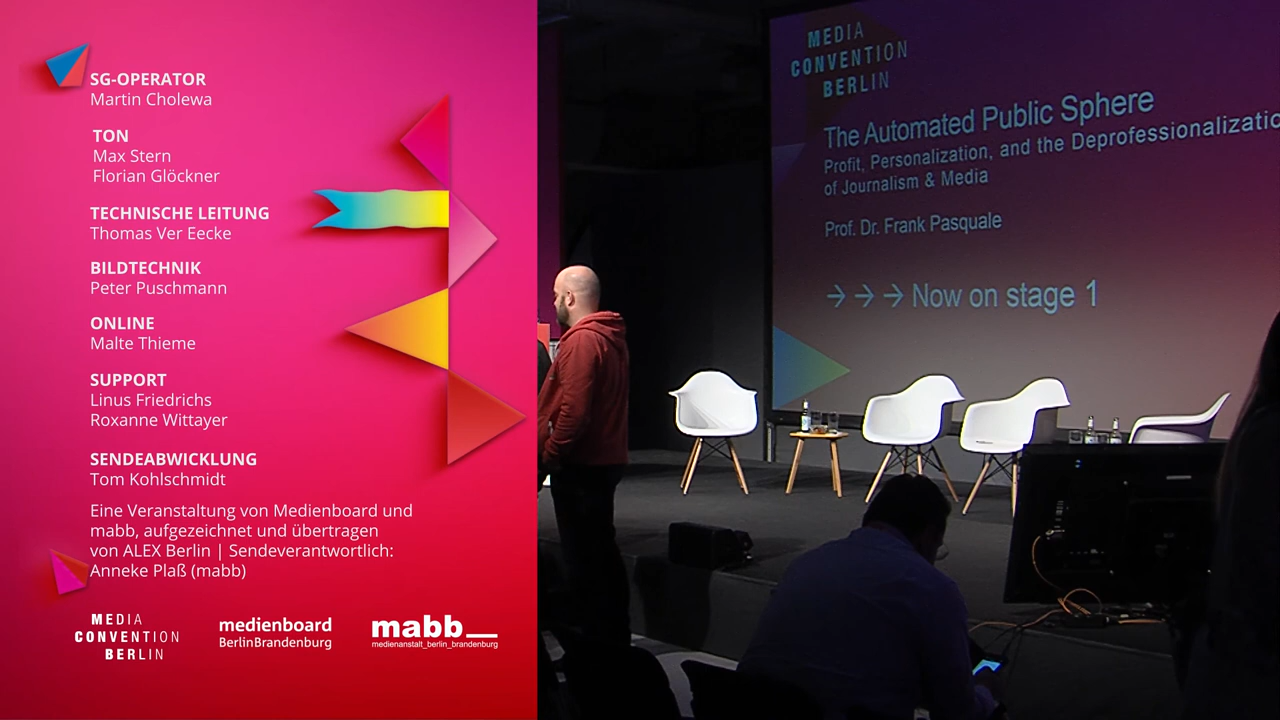 SG-OPERATOR
Martin Cholewa
TON
Max Stern
Florian Glöckner
TECHNISCHE LEITUNG
Thomas Ver Eecke
BILDTECHNIK
Peter Puschmann
ONLINE
Malte Thieme
SUPPORT
Linus Friedrichs
Roxanne Wittayer
SENDEABWICKLUNG
Tom Kohlschmidt
Eine Veranstaltung von Medienboard und
mabb, aufgezeichnet und übertragen
von ALEX Berlin | Sendeverantwortlich:
Anneke Plaß (mabb)
MEDIA
CONVENTION
BERLIN
medienboard
BerlinBrandenburg
mabb__
medienanstalt_berlin_brandenburg
MEDIA
CONVENTION
BERLIN
The Automated Public Sphere
Profit, Personalization, and the Deprofessionalizatio
of Journalism & Media
Prof. Dr. Frank Pasquale
→ → → Now on stage 1